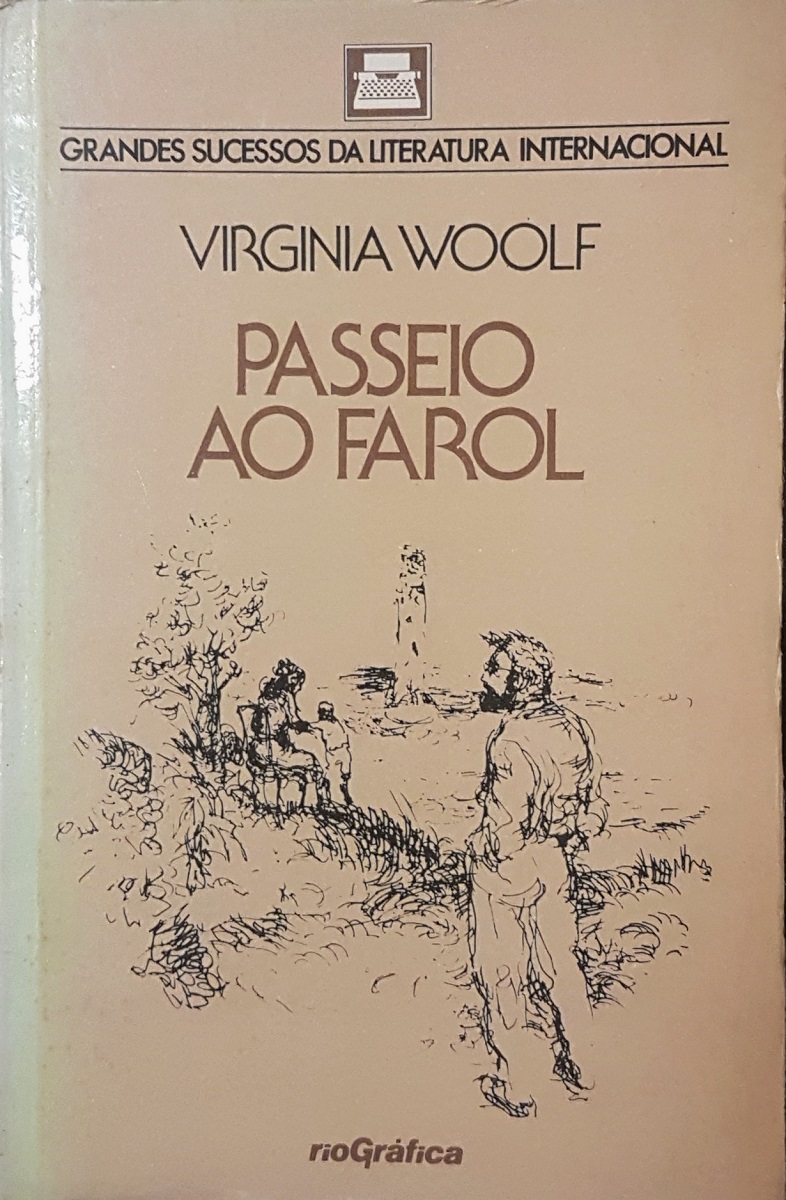 GRANDES SUCESSOS DA LITERATURA INTERNACIONAL
VIRGINIA WOOLF
PASSEIO
AO FAROL
rioGráfica